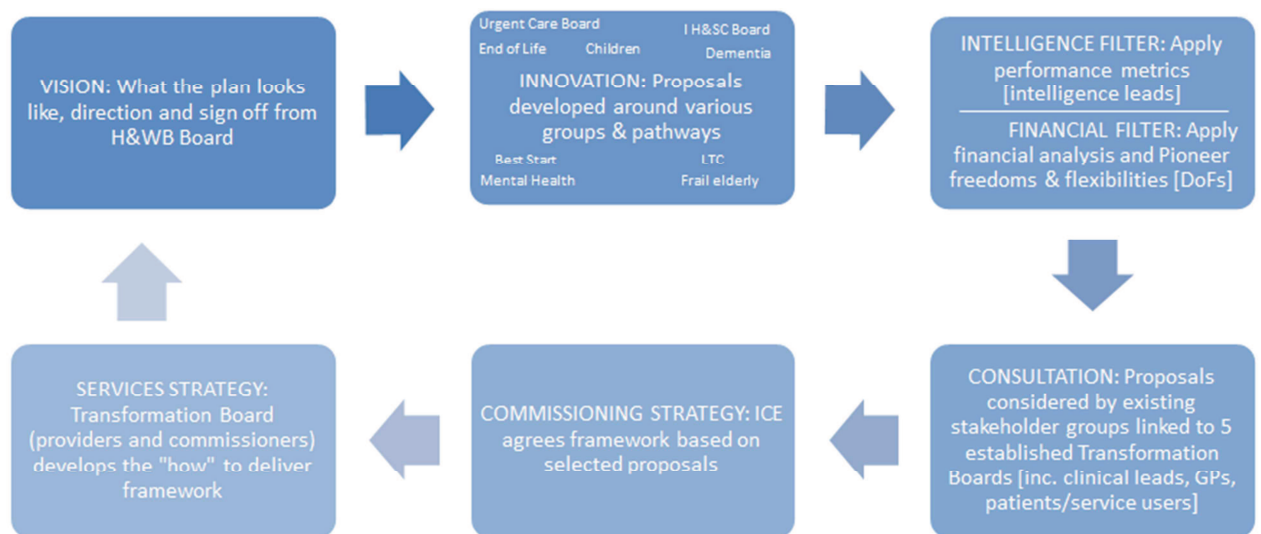 VISION: What the plan looks
like, direction and sign off from
H&WB Board
Urgent Care Board
I H&SC Board
End of Life
Children
Dementia
INNOVATION: Proposals
developed around various
groups & pathways
Best Start
LTC
Mental Health
Frail elderly
INTELLIGENCE FILTER: Apply
performance metrics
[intelligence leads]
FINANCIAL FILTER: Apply
financial analysis and Pioneer
freedoms & flexibilities [DoFs]
CONSULTATION: Proposals
considered by existing
stakeholder groups linked to 5
established Transformation
Boards [inc. clinical leads, GPs,
patients/service users]
COMMISSIONING STRATEGY: ICE
agrees framework based on
selected proposals
SERVICES STRATEGY:
Transformation Board
(providers and commissioners)
develops the "how" to deliver
framework